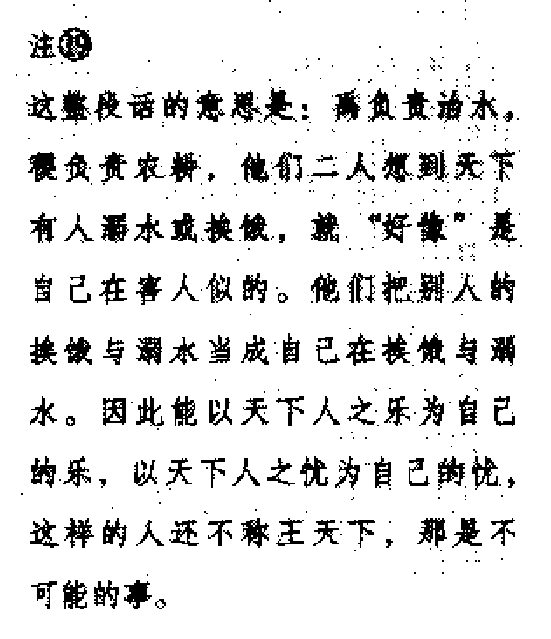 注⑲
这整段话的意思是：禹负责治水，
稷负责农耕，他们二人想到天下
有人溺水或挨饿，就“好像”是
自己在害人似的。他们把别人的
挨饿与溺水当成自己在挨饿与溺
水。因此能以天下人之乐为自己
的乐，以天下人之忧为自己的忧，
这样的人还不称王天下，那是不
可能的事。